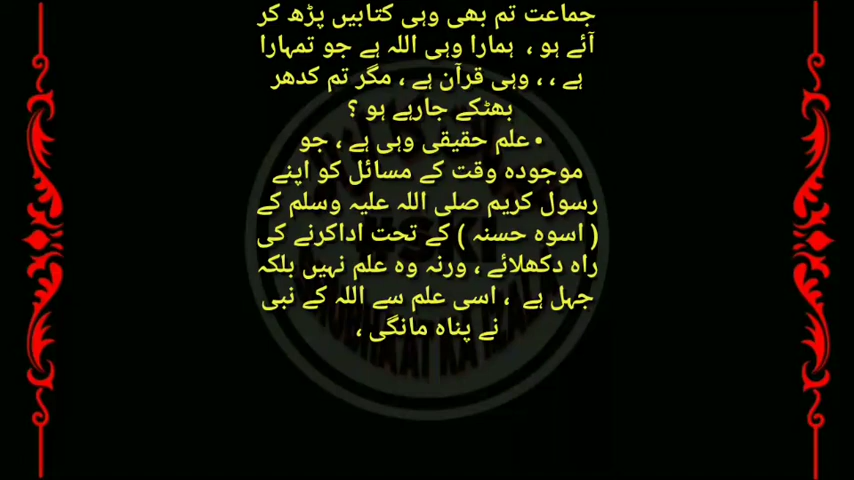 جماعت تم بھی وہی کتابیں پڑھ کر
آئے ہو ، ہمارا وہی اللہ ہے جو تمہارا
ہے ، ، وہی قرآن ہے ، مگر تم کدھر
بھٹکے جارہے ہو ؟
• علم حقیقی وہی ہے ، جو
موجودہ وقت کے مسائل کو اپنے
رسول کریم صلی اللہ علیہ وسلم کے
( اسوہ حسنہ ) کے تحت اداکرنے کی
راہ دکھلائے ، ورنہ وہ علم نہیں بلکہ
جہل ہے ، اسی علم سے اللہ کے نبی
نے پناہ مانگی ،